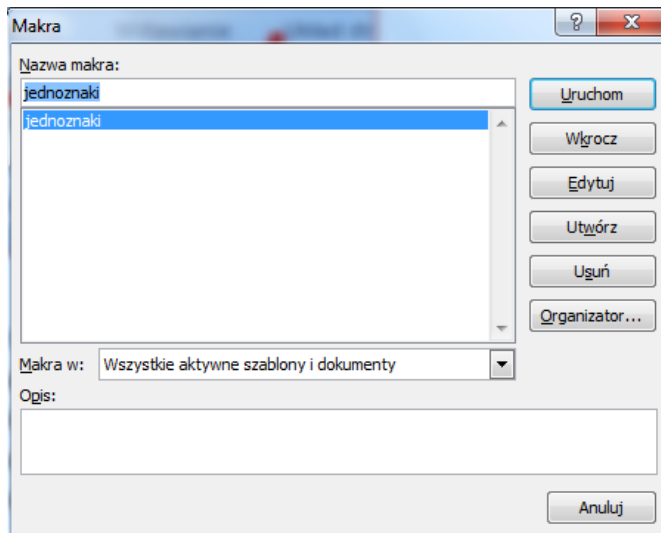 Makra
Nazwa makra:
jednoznaki
jednoznaki
Uruchom
Wkrocz
Edytuj
Utwórz
Usuń
Organizator...
Makra w:
Wszystkie aktywne szablony i dokumenty
Opis:
Anuluj